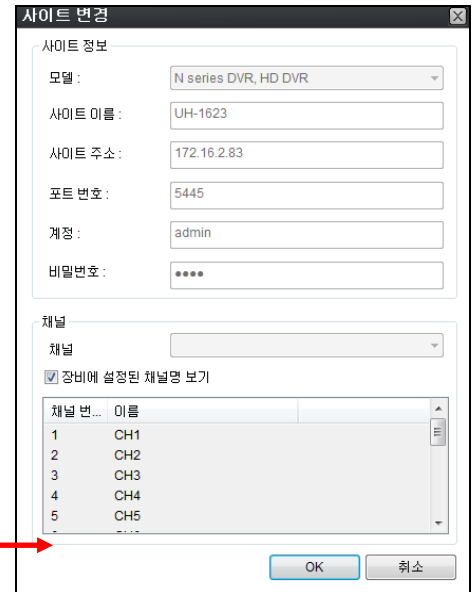 사이트 변경
사이트 정보
모델 : N series DVR, HD DVR
사이트 이름 : UH-1623
사이트 주소 : 172.16.2.83
포트 번호 : 5445
계정 : admin
비밀번호 : ●●●●
채널
채널
장비에 설정된 채널명 보기
채널 번... 이름
1 CH1
2 CH2
3 CH3
4 CH4
5 CH5
OK 취소